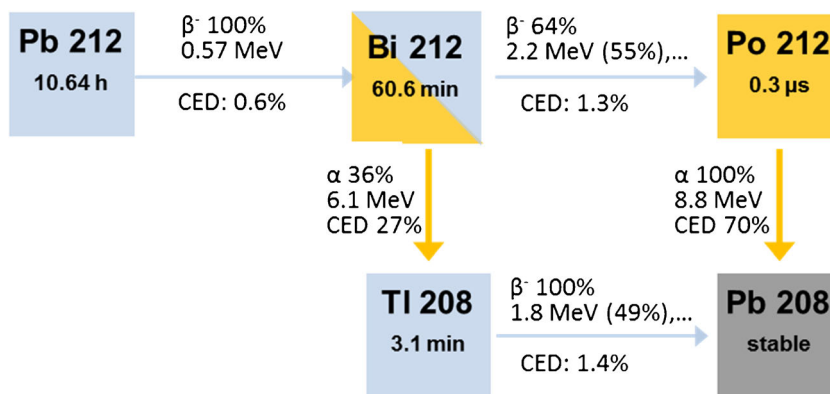 Pb 212
10.64 h
β⁻ 100%
0.57 MeV
CED: 0.6%
Bi 212
60.6 min
β⁻ 64%
2.2 MeV (55%),...
CED: 1.3%
Po 212
0.3 µs
α 36%
6.1 MeV
CED 27%
α 100%
8.8 MeV
CED 70%
Tl 208
3.1 min
β⁻ 100%
1.8 MeV (49%),...
CED: 1.4%
Pb 208
stable